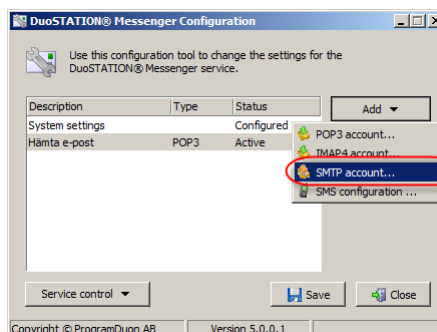 DuoSTATION® Messenger Configuration
Use this configuration tool to change the settings for the
DuoSTATION® Messenger service.
Description Type Status
Add
System settings Configured
Hämta e-post POP3 Active
POP3 account...
IMAP4 account...
SMTP account...
SMS configuration ...
Service control
Save
Close
Copyright © ProgramDuon AB Version 5.0.0.1